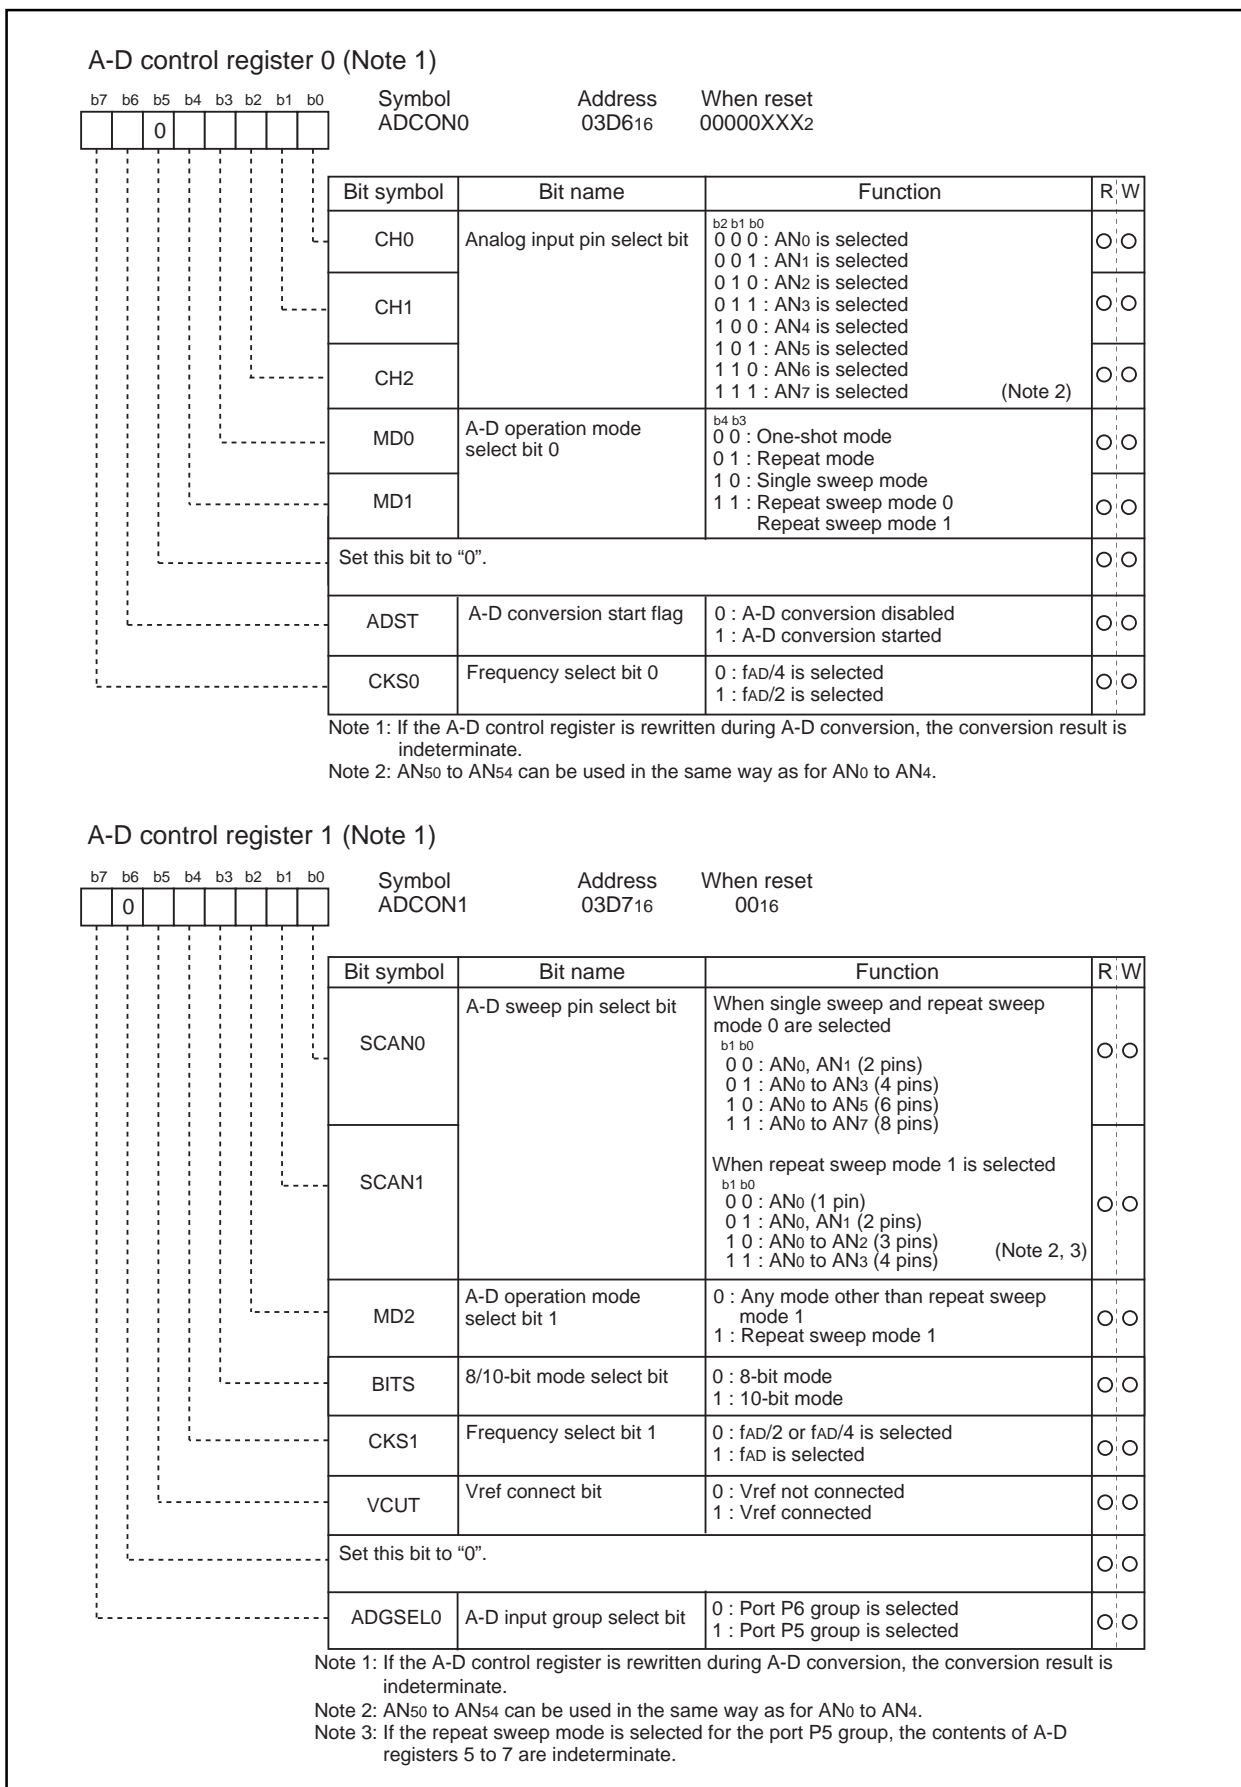 A-D control register 0 (Note 1)
b7 b6 b5 b4 b3 b2 b1 b0
0
Symbol Address When reset
ADCON0 03D616 00000XXX2
Bit symbol Bit name Function R W
CH0 Analog input pin select bit
b2 b1 b0
0 0 0 : AN0 is selected
0 0 1 : AN1 is selected
0 1 0 : AN2 is selected
CH1
0 1 1 : AN3 is selected
1 0 0 : AN4 is selected
1 0 1 : AN5 is selected
CH2
1 1 0 : AN6 is selected
1 1 1 : AN7 is selected (Note 2)
MD0 A-D operation mode
select bit 0
b4 b3
0 0 : One-shot mode
0 1 : Repeat mode
1 0 : Single sweep mode
MD1
1 1 : Repeat sweep mode 0
Repeat sweep mode 1
Set this bit to “0”.
ADST A-D conversion start flag 0 : A-D conversion disabled
1 : A-D conversion started
CKS0 Frequency select bit 0 0 : fAD/4 is selected
1 : fAD/2 is selected
Note 1: If the A-D control register is rewritten during A-D conversion, the conversion result is
indeterminate.
Note 2: AN50 to AN54 can be used in the same way as for AN0 to AN4.
A-D control register 1 (Note 1)
b7 b6 b5 b4 b3 b2 b1 b0
0
Symbol Address When reset
ADCON1 03D716 0016
Bit symbol Bit name Function R W
SCAN0 A-D sweep pin select bit
When single sweep and repeat sweep
mode 0 are selected
b1 b0
0 0 : AN0, AN1 (2 pins)
0 1 : AN0 to AN3 (4 pins)
1 0 : AN0 to AN5 (6 pins)
1 1 : AN0 to AN7 (8 pins)
SCAN1
When repeat sweep mode 1 is selected
b1 b0
0 0 : AN0 (1 pin)
0 1 : AN0, AN1 (2 pins)
1 0 : AN0 to AN2 (3 pins)
1 1 : AN0 to AN3 (4 pins) (Note 2, 3)
MD2 A-D operation mode
select bit 1
0 : Any mode other than repeat sweep
mode 1
1 : Repeat sweep mode 1
BITS 8/10-bit mode select bit 0 : 8-bit mode
1 : 10-bit mode
CKS1 Frequency select bit 1 0 : fAD/2 or fAD/4 is selected
1 : fAD is selected
VCUT Vref connect bit 0 : Vref not connected
1 : Vref connected
Set this bit to “0”.
ADGSEL0 A-D input group select bit 0 : Port P6 group is selected
1 : Port P5 group is selected
Note 1: If the A-D control register is rewritten during A-D conversion, the conversion result is
indeterminate.
Note 2: AN50 to AN54 can be used in the same way as for AN0 to AN4.
Note 3: If the repeat sweep mode is selected for the port P5 group, the contents of A-D
registers 5 to 7 are indeterminate.